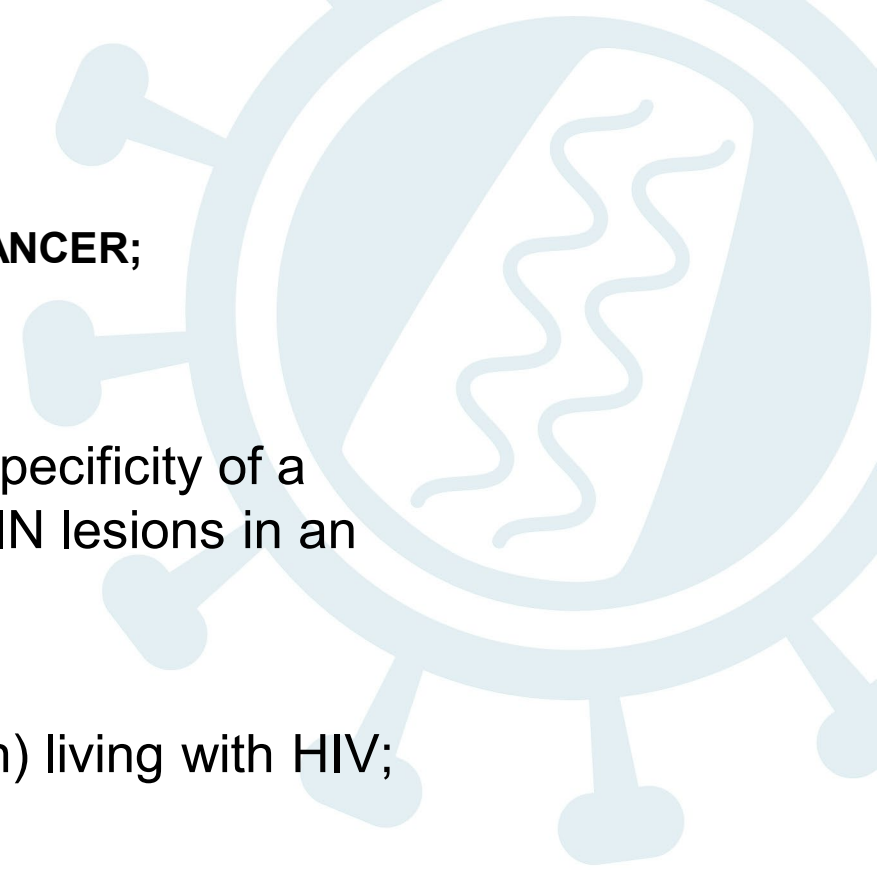 ANCER;
pecificity of a
IN lesions in an
n) living with HIV;